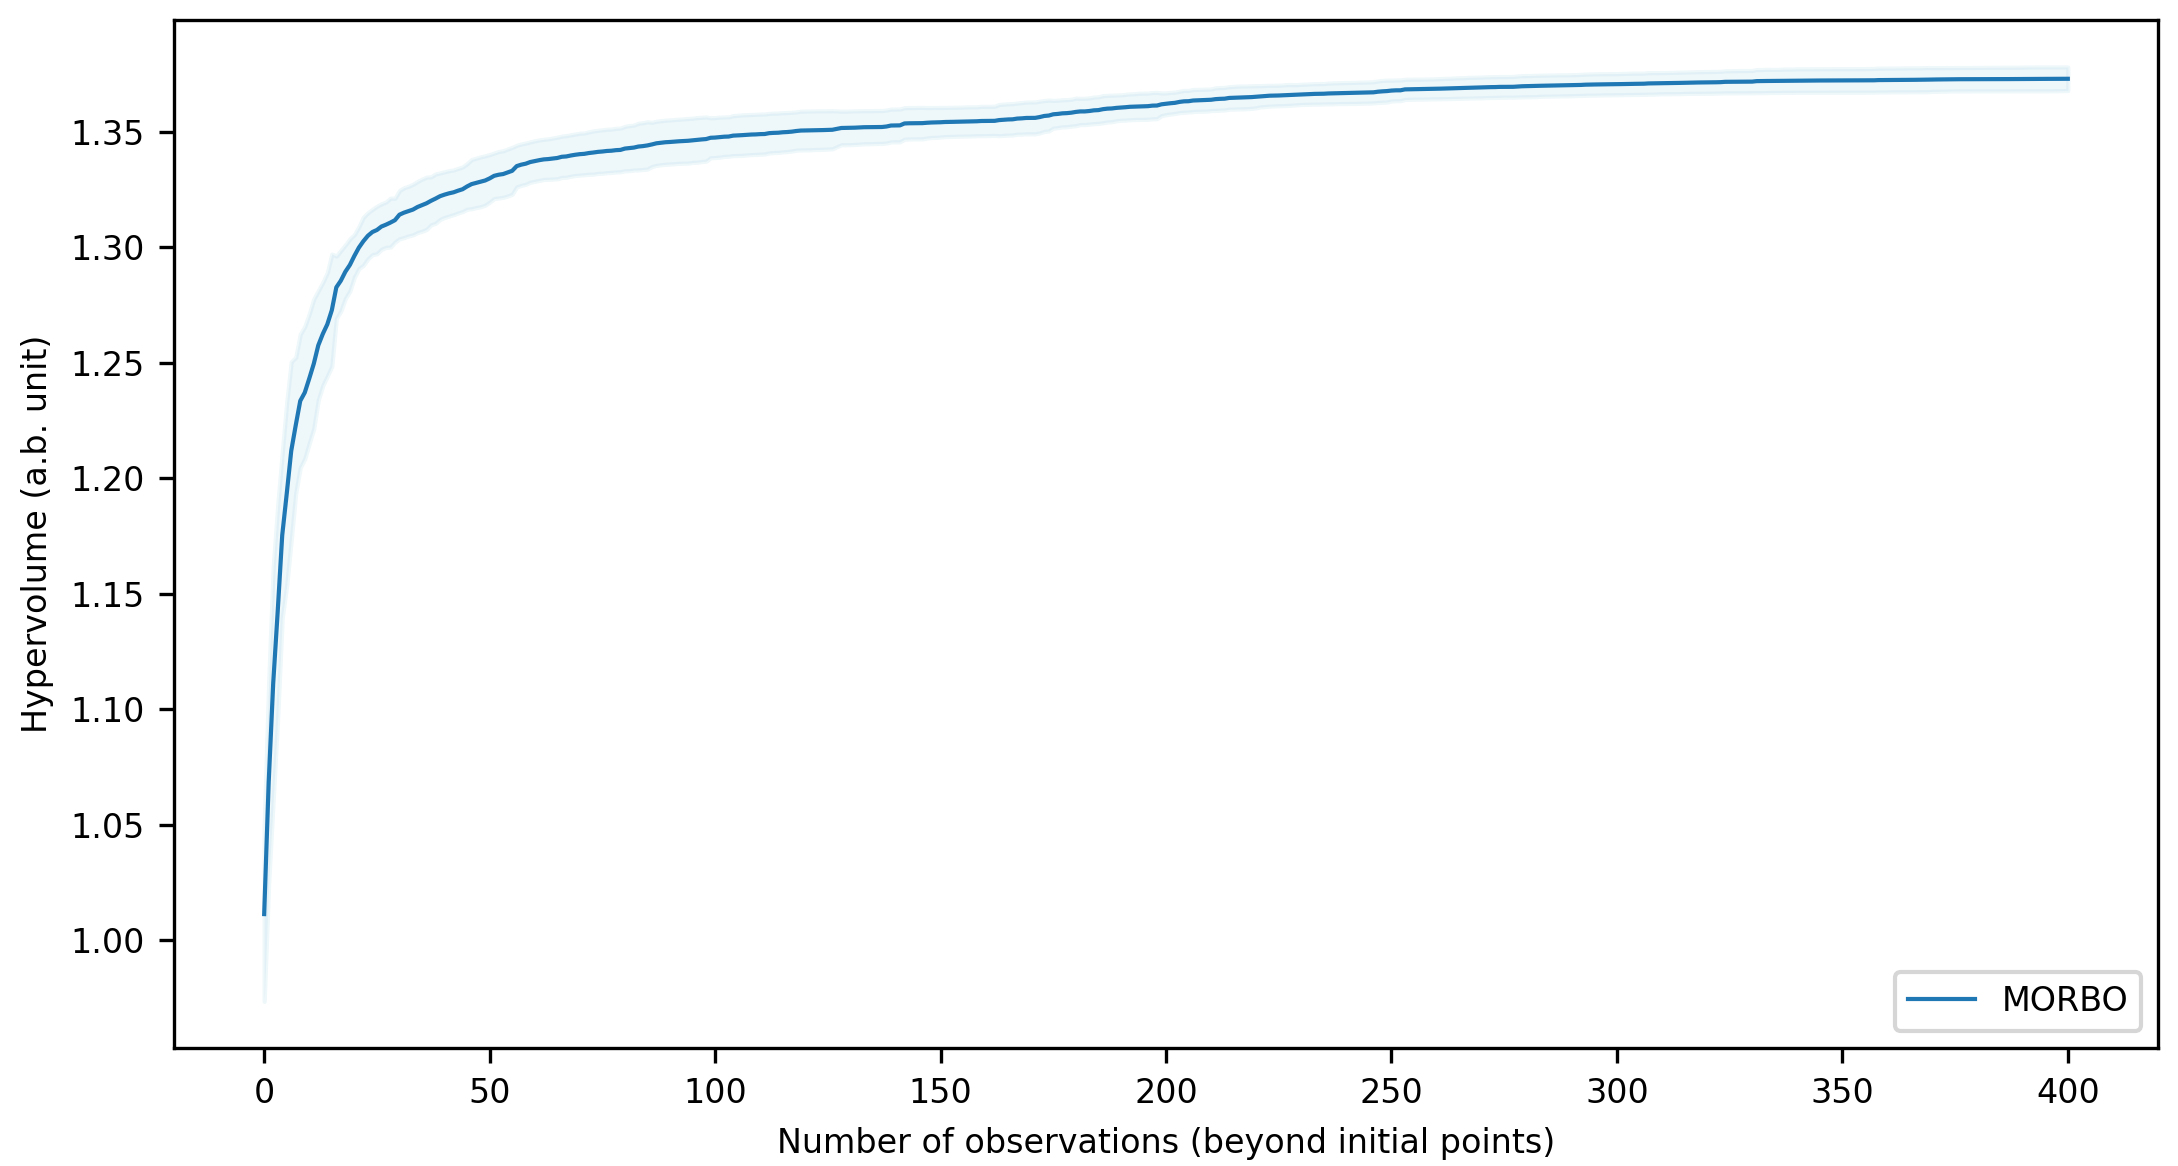 Hypervolume (a.b. unit)
1.35
1.30
1.25
1.20
1.15
1.10
1.05
1.00
MORBO
0 50 100 150 200 250 300 350 400
Number of observations (beyond initial points)